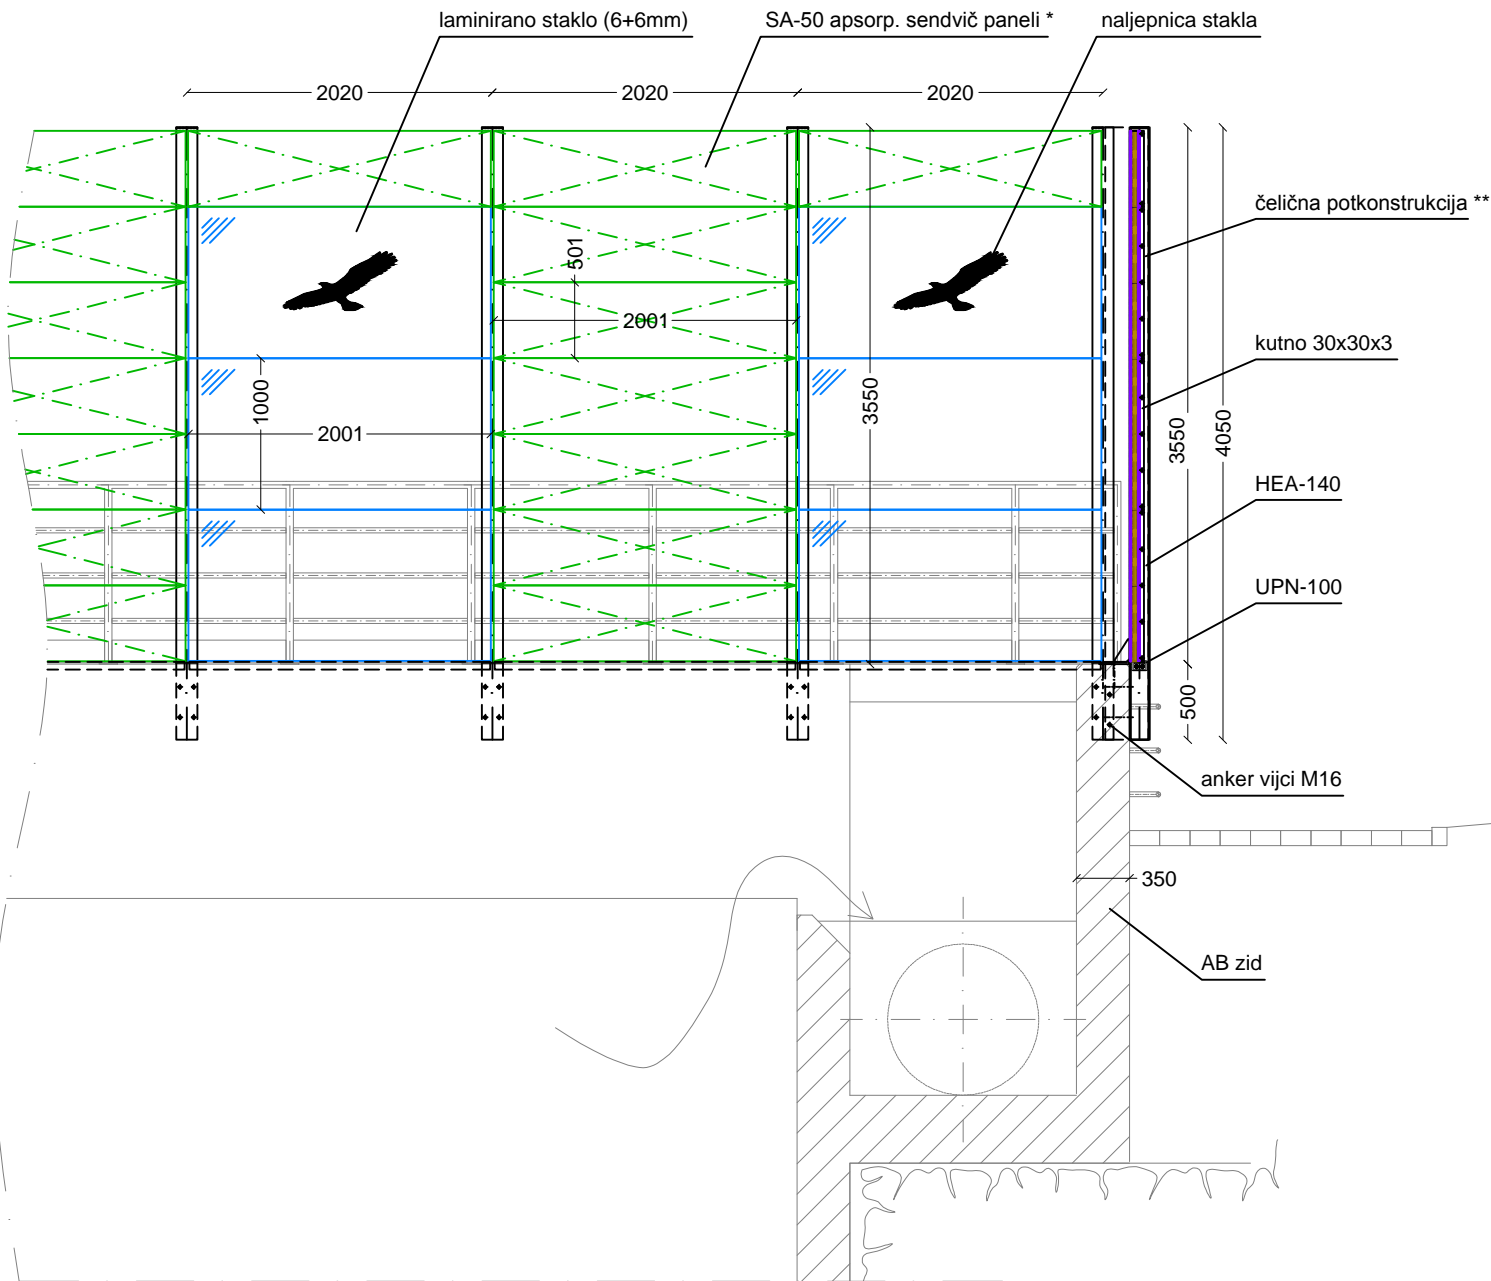 laminirano staklo (6+6mm)
SA-50 apsorp. sendvič paneli *
naljepnica stakla
2020
2020
2020
čelična potkonstrukcija **
501
2001
kutno 30x30x3
1000
2001
3550
3550
4050
HEA-140
UPN-100
500
anker vijci M16
350
AB zid